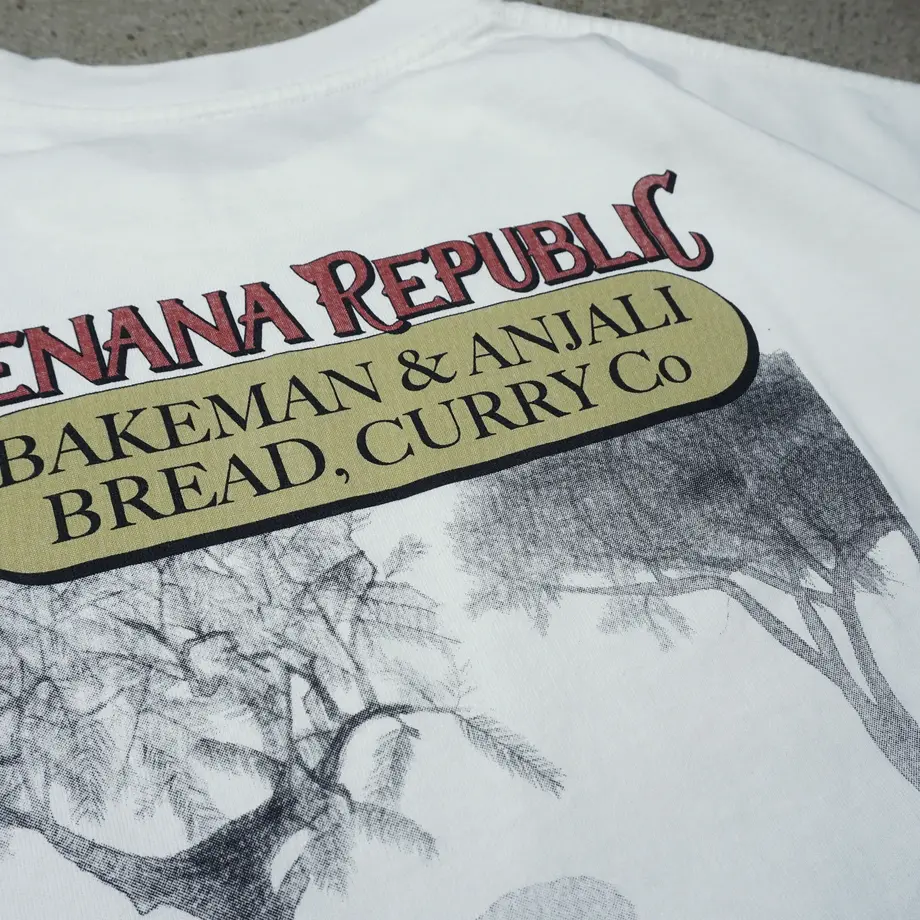 ENANA REPUBLIC
BAKEMAN & ANJALI
BREAD, CURRY Co